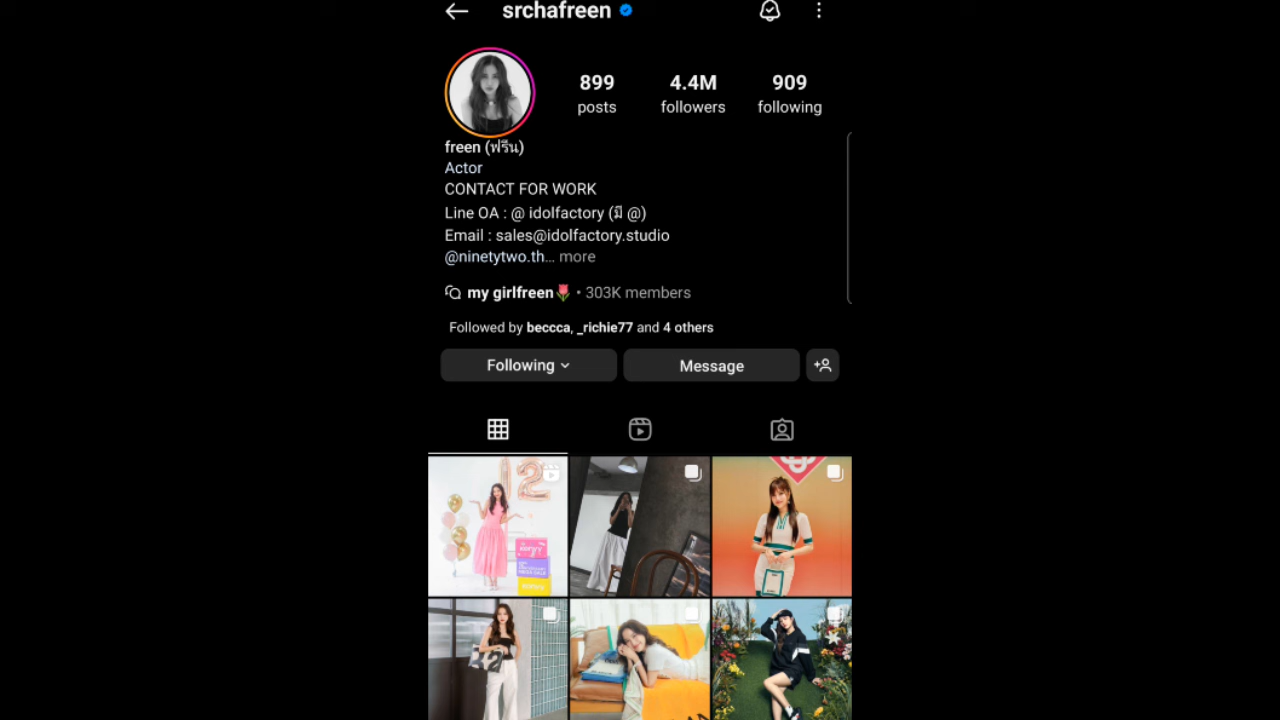 srchafreen
899
4.4M
909
posts
followers
following
freen (ฟรีน)
Actor
CONTACT FOR WORK
Line OA : @ idolfactory (มี @)
Email : sales@idolfactory.studio
@ninetytwo.th... more
my girlfreen🌷 • 303K members
Followed by beccca, _richie77 and 4 others
Following
Message
12